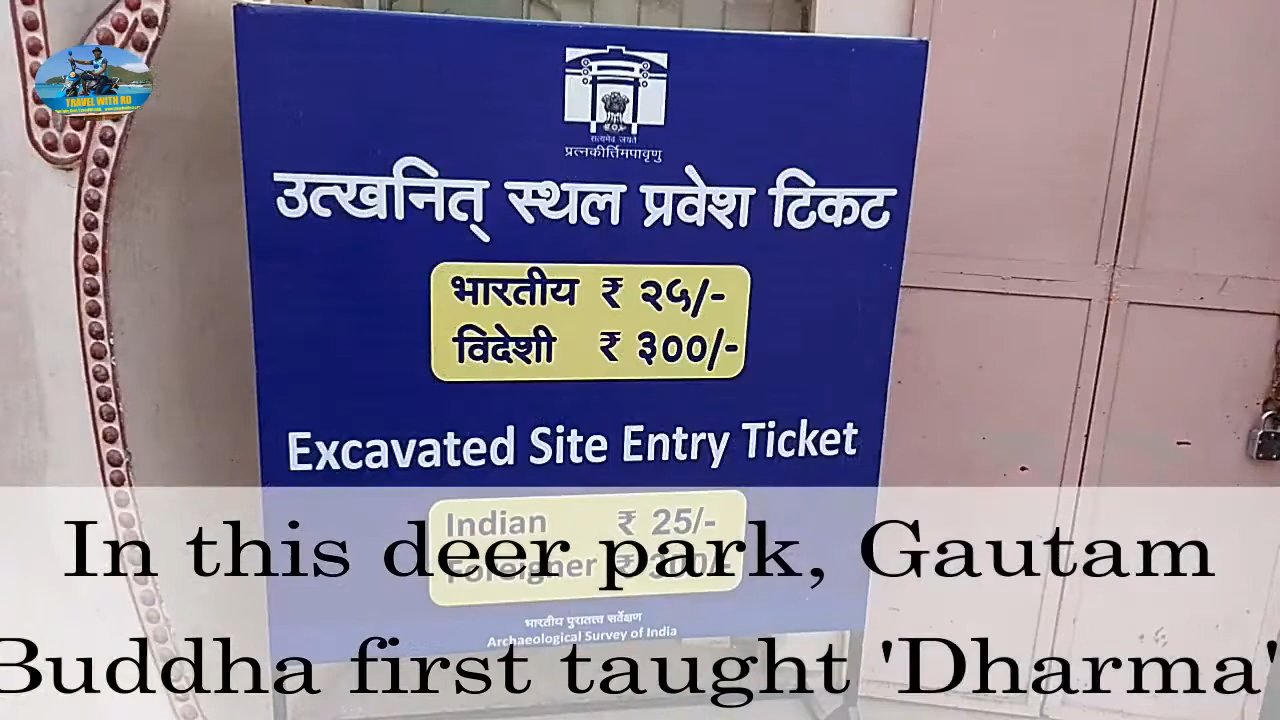 TRAVEL WITH RD
सत्यमेव जयते
प्रत्नकीर्त्तिमपावृणु
उत्खनित् स्थल प्रवेश टिकट
भारतीय ₹ २५/-
विदेशी ₹ ३००/-
Excavated Site Entry Ticket
Indian ₹ 25/-
Foreigner ₹ 300/-
भारतीय पुरातत्व सर्वेक्षण
Archaeological Survey of India
In this deer park, Gautam
Buddha first taught 'Dharma'